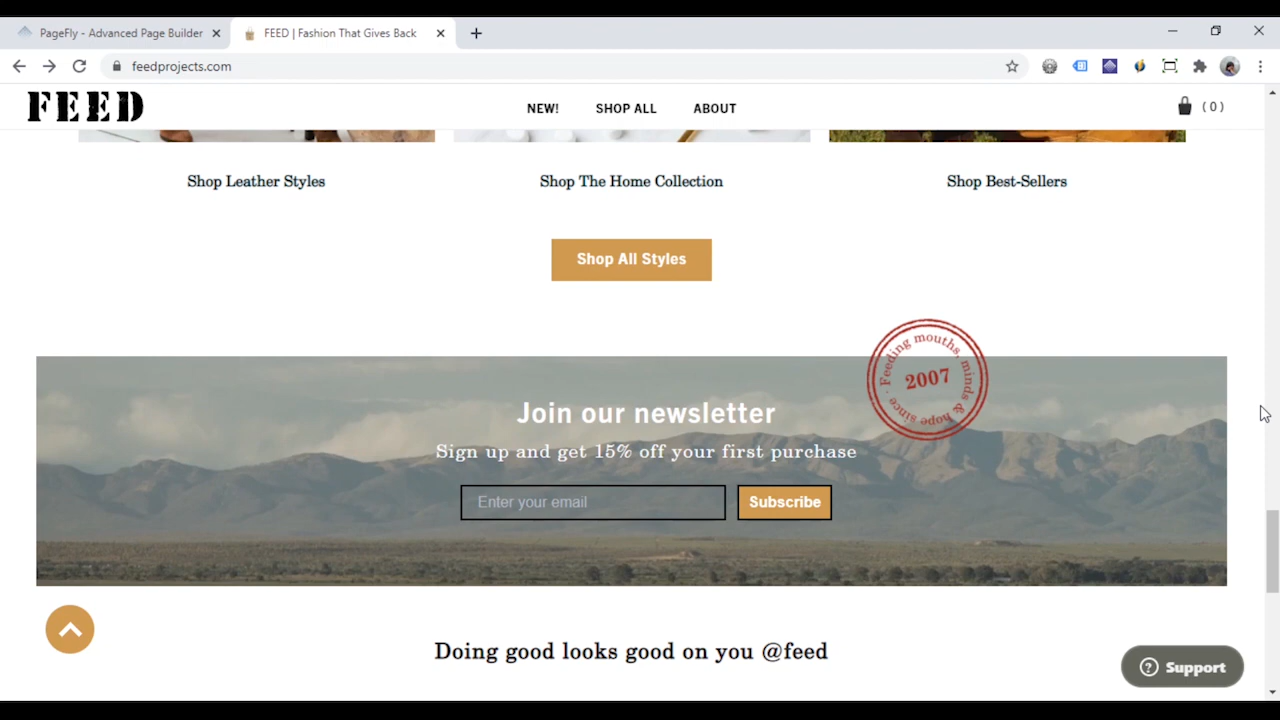 PageFly - Advanced Page Builder
FEED | Fashion That Gives Back
feedprojects.com
FEED
NEW!
SHOP ALL
ABOUT
(0)
Shop Leather Styles
Shop The Home Collection
Shop Best-Sellers
Shop All Styles
Feeding mouths, minds & hope since ·
2007
Join our newsletter
Sign up and get 15% off your first purchase
Enter your email
Subscribe
Doing good looks good on you @feed
? Support